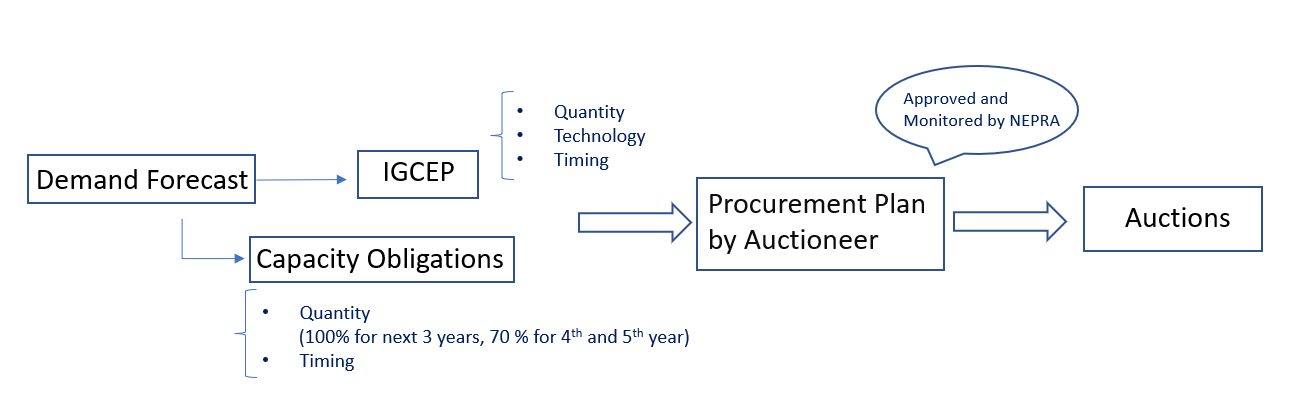 Approved and
Monitored by NEPRA
• Quantity
• Technology
• Timing
IGCEP
Demand Forecast
Procurement Plan
by Auctioneer
Auctions
Capacity Obligations
• Quantity
(100% for next 3 years, 70 % for 4th and 5th year)
• Timing